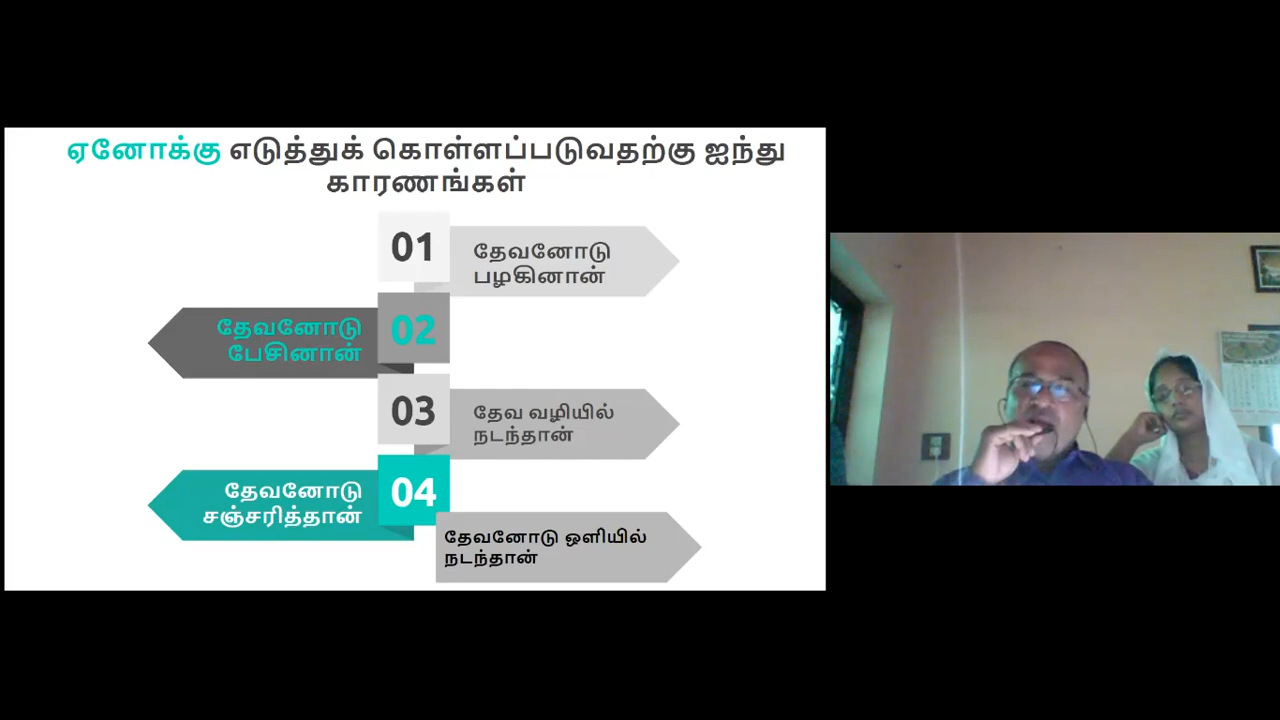 ஏனோக்கு எடுத்துக் கொள்ளப்படுவதற்கு ஐந்து
காரணங்கள்
01
தேவனோடு
பழகினான்
02
தேவனோடு
பேசினான்
03
தேவ வழியில்
நடந்தான்
04
தேவனோடு
சஞ்சரித்தான்
தேவனோடு ஒளியில்
நடந்தான்